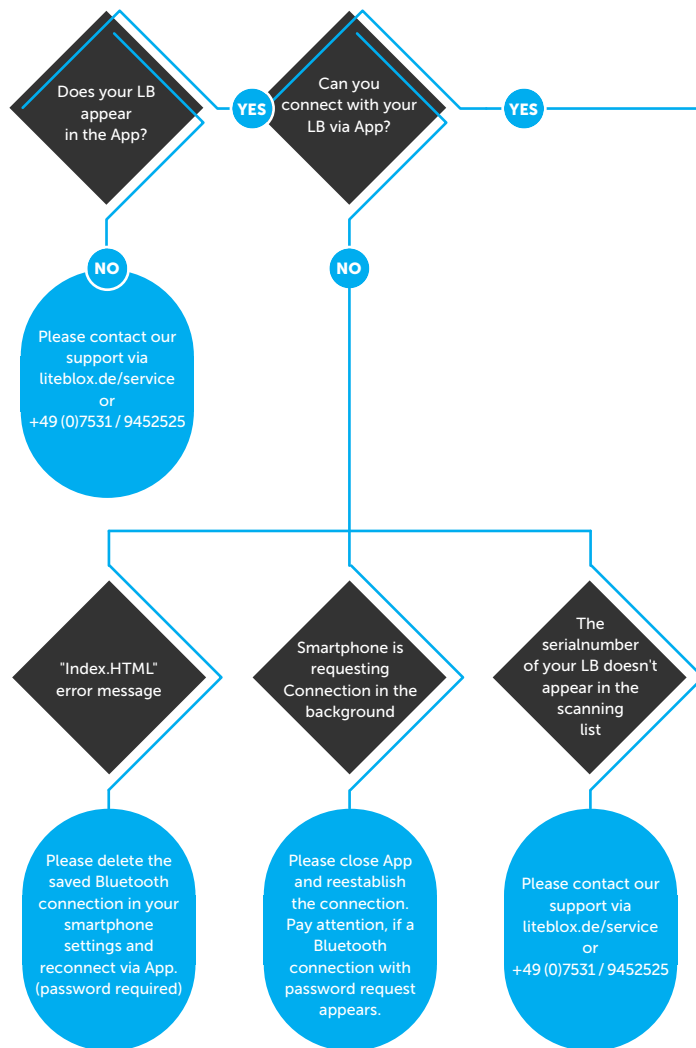 Does your LB
appear
in the App?
YES
Can you
connect with your
LB via App?
YES
NO
NO
Please contact our
support via
liteblox.de/service
or
+49 (0)7531 / 9452525
"Index.HTML"
error message
Smartphone is
requesting
Connection in the
background
The
serialnumber
of your LB doesn't
appear in the
scanning
list
Please delete the
saved Bluetooth
connection in your
smartphone
settings and
reconnect via App.
(password required)
Please close App
and reestablish
the connection.
Pay attention, if a
Bluetooth
connection with
password request
appears.
Please contact our
support via
liteblox.de/service
or
+49 (0)7531 / 9452525